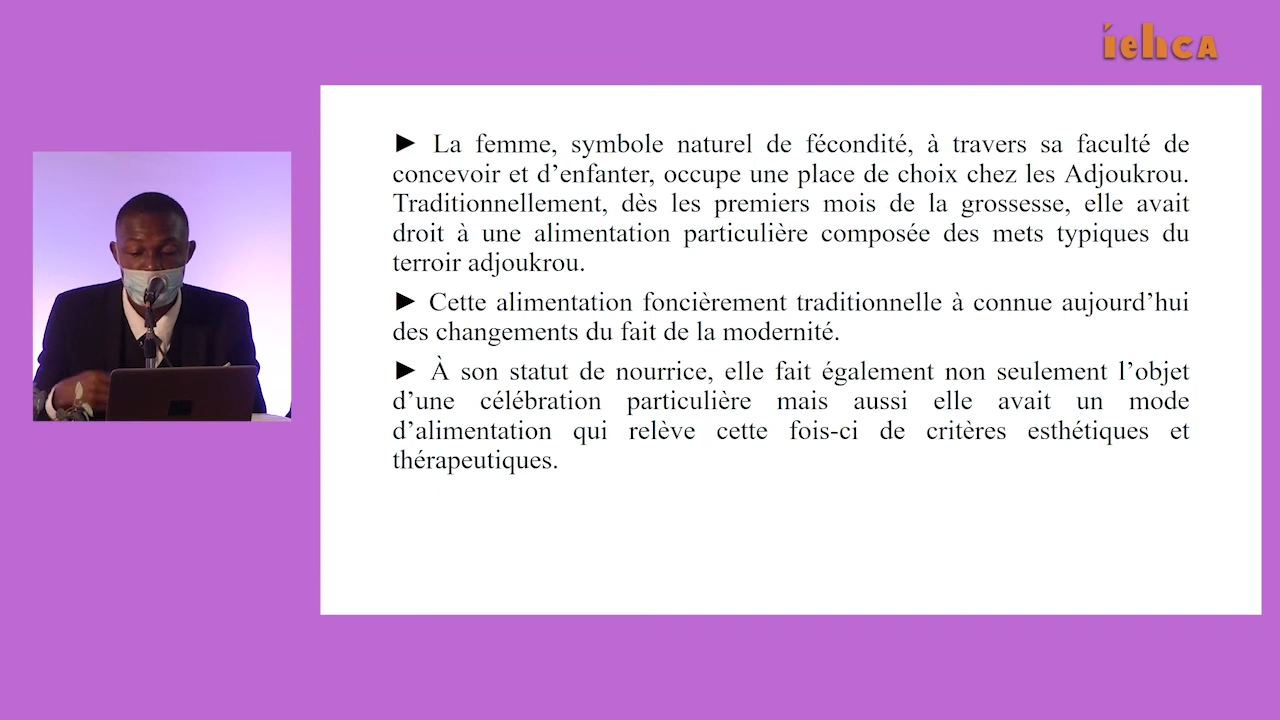 iehcA
► La femme, symbole naturel de fécondité, à travers sa faculté de
concevoir et d’enfanter, occupe une place de choix chez les Adjoukrou.
Traditionnellement, dès les premiers mois de la grossesse, elle avait
droit à une alimentation particulière composée des mets typiques du
terroir adjoukrou.
► Cette alimentation foncièrement traditionnelle à connue aujourd’hui
des changements du fait de la modernité.
► À son statut de nourrice, elle fait également non seulement l’objet
d’une célébration particulière mais aussi elle avait un mode
d’alimentation qui relève cette fois-ci de critères esthétiques et
thérapeutiques.